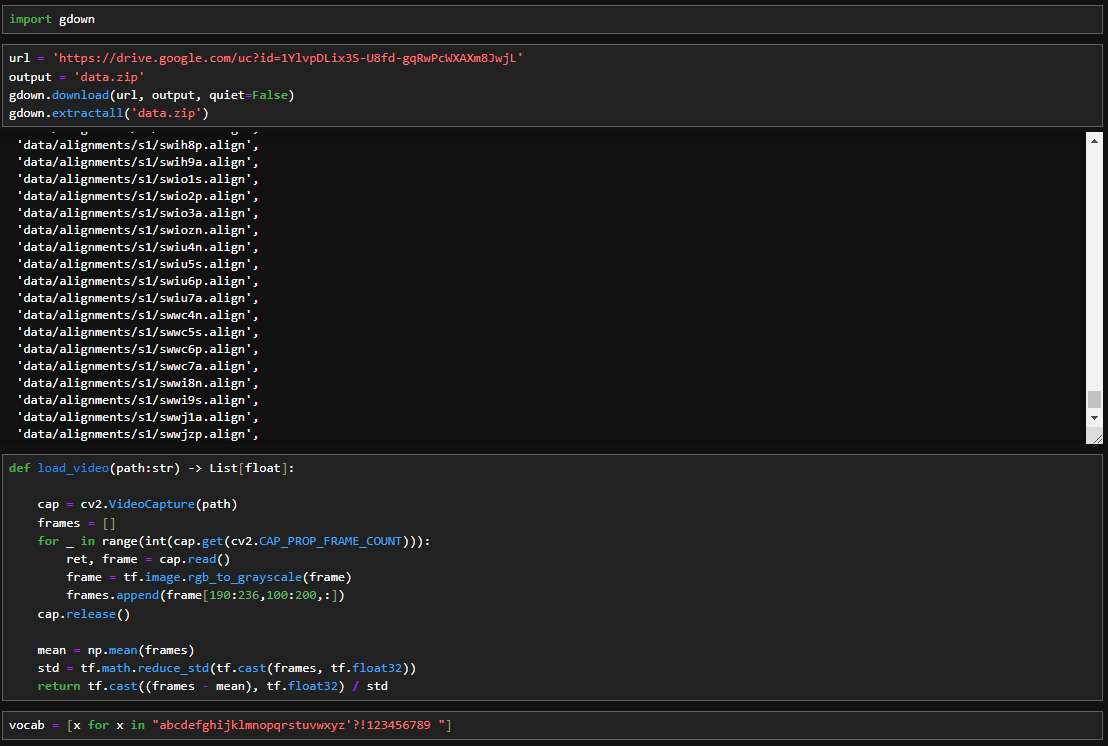 import gdown
url = 'https://drive.google.com/uc?id=1YlvpDLix3S-U8fd-gqRwPcWXAXm8JwjL'
output = 'data.zip'
gdown.download(url, output, quiet=False)
gdown.extractall('data.zip')
'data/alignments/s1/swih8p.align',
'data/alignments/s1/swih9a.align',
'data/alignments/s1/swio1s.align',
'data/alignments/s1/swio2p.align',
'data/alignments/s1/swio3a.align',
'data/alignments/s1/swiozn.align',
'data/alignments/s1/swiu4n.align',
'data/alignments/s1/swiu5s.align',
'data/alignments/s1/swiu6p.align',
'data/alignments/s1/swiu7a.align',
'data/alignments/s1/swwc4n.align',
'data/alignments/s1/swwc5s.align',
'data/alignments/s1/swwc6p.align',
'data/alignments/s1/swwc7a.align',
'data/alignments/s1/swwi8n.align',
'data/alignments/s1/swwi9s.align',
'data/alignments/s1/swwj1a.align',
'data/alignments/s1/swwjzp.align',
def load_video(path:str) -> List[float]:
    cap = cv2.VideoCapture(path)
    frames = []
    for _ in range(int(cap.get(cv2.CAP_PROP_FRAME_COUNT))):
        ret, frame = cap.read()
        frame = tf.image.rgb_to_grayscale(frame)
        frames.append(frame[190:236,100:200,:])
    cap.release()
    mean = np.mean(frames)
    std = tf.math.reduce_std(tf.cast(frames, tf.float32))
    return tf.cast((frames - mean), tf.float32) / std
vocab = [x for x in "abcdefghijklmnopqrstuvwxyz'?!123456789 "]